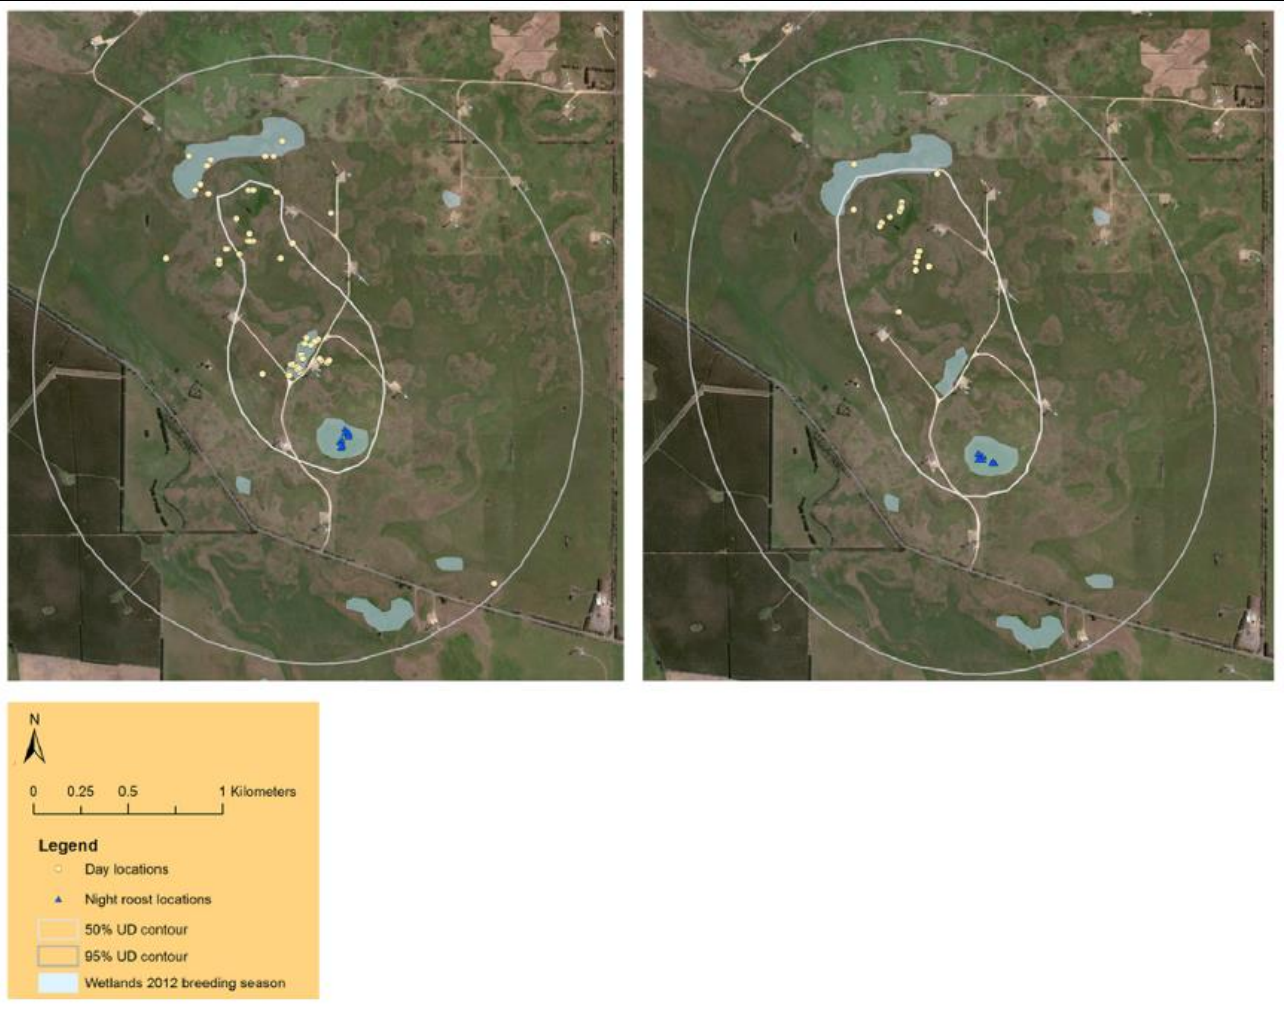 N
0 0.25 0.5 1 Kilometers
Legend
Day locations
Night roost locations
50% UD contour
95% UD contour
Wetlands 2012 breeding season